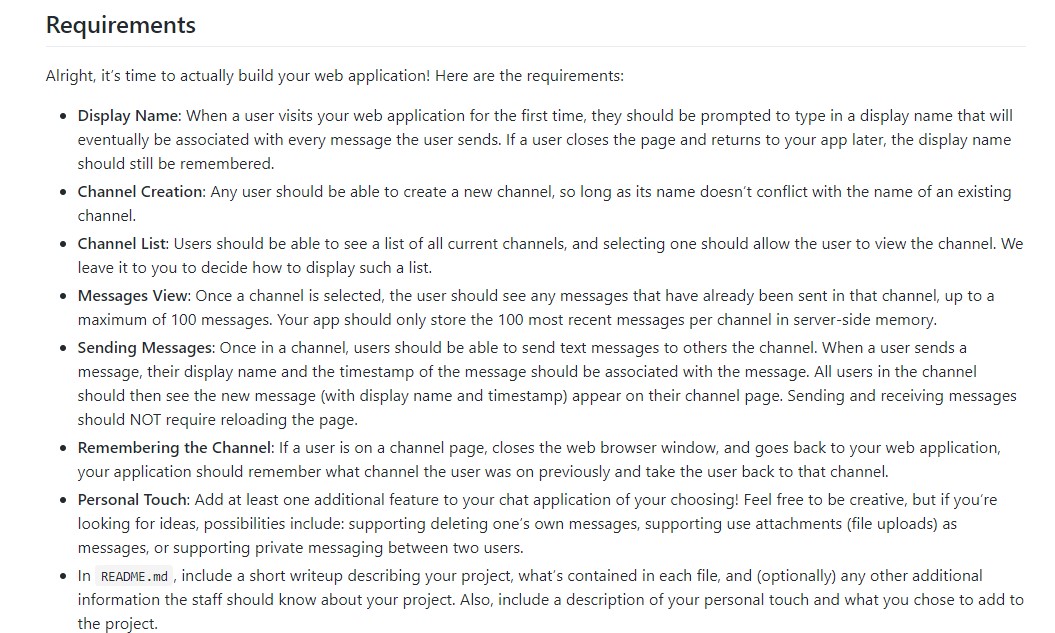 Requirements
Alright, it's time to actually build your web application! Here are the requirements:
• Display Name: When a user visits your web application for the first time, they should be prompted to type in a display name that will
eventually be associated with every message the user sends. If a user closes the page and returns to your app later, the display name
should still be remembered.
• Channel Creation: Any user should be able to create a new channel, so long as its name doesn't conflict with the name of an existing
channel.
• Channel List: Users should be able to see a list of all current channels, and selecting one should allow the user to view the channel. We
leave it to you to decide how to display such a list.
• Messages View: Once a channel is selected, the user should see any messages that have already been sent in that channel, up to a
maximum of 100 messages. Your app should only store the 100 most recent messages per channel in server-side memory.
• Sending Messages: Once in a channel, users should be able to send text messages to others the channel. When a user sends a
message, their display name and the timestamp of the message should be associated with the message. All users in the channel
should then see the new message (with display name and timestamp) appear on their channel page. Sending and receiving messages
should NOT require reloading the page.
• Remembering the Channel: If a user is on a channel page, closes the web browser window, and goes back to your web application,
your application should remember what channel the user was on previously and take the user back to that channel.
• Personal Touch: Add at least one additional feature to your chat application of your choosing! Feel free to be creative, but if you're
looking for ideas, possibilities include: supporting deleting one's own messages, supporting use attachments (file uploads) as
messages, or supporting private messaging between two users.
• In README.md, include a short writeup describing your project, what's contained in each file, and (optionally) any other additional
information the staff should know about your project. Also, include a description of your personal touch and what you chose to add to
the project.